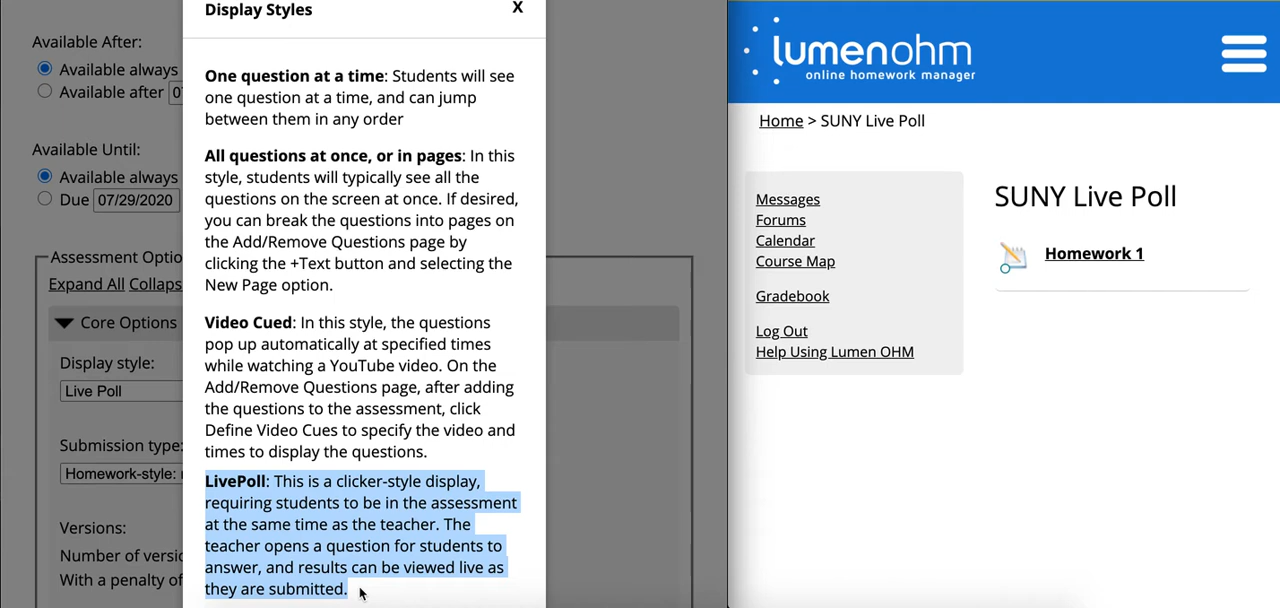 Available After:
Available always
Available after 0
Available Until:
Available always
Due 07/29/2020
Assessment Optio
Expand All Collaps
Core Options
Display style:
Live Poll
Submission type:
Homework-style:
Versions:
Number of versio
With a penalty of
Display Styles
X
One question at a time: Students will see
one question at a time, and can jump
between them in any order
All questions at once, or in pages: In this
style, students will typically see all the
questions on the screen at once. If desired,
you can break the questions into pages on
the Add/Remove Questions page by
clicking the +Text button and selecting the
New Page option.
Video Cued: In this style, the questions
pop up automatically at specified times
while watching a YouTube video. On the
Add/Remove Questions page, after adding
the questions to the assessment, click
Define Video Cues to specify the video and
times to display the questions.
LivePoll: This is a clicker-style display,
requiring students to be in the assessment
at the same time as the teacher. The
teacher opens a question for students to
answer, and results can be viewed live as
they are submitted.
lumenohm
online homework manager
Home > SUNY Live Poll
Messages
Forums
Calendar
Course Map
Gradebook
Log Out
Help Using Lumen OHM
SUNY Live Poll
Homework 1